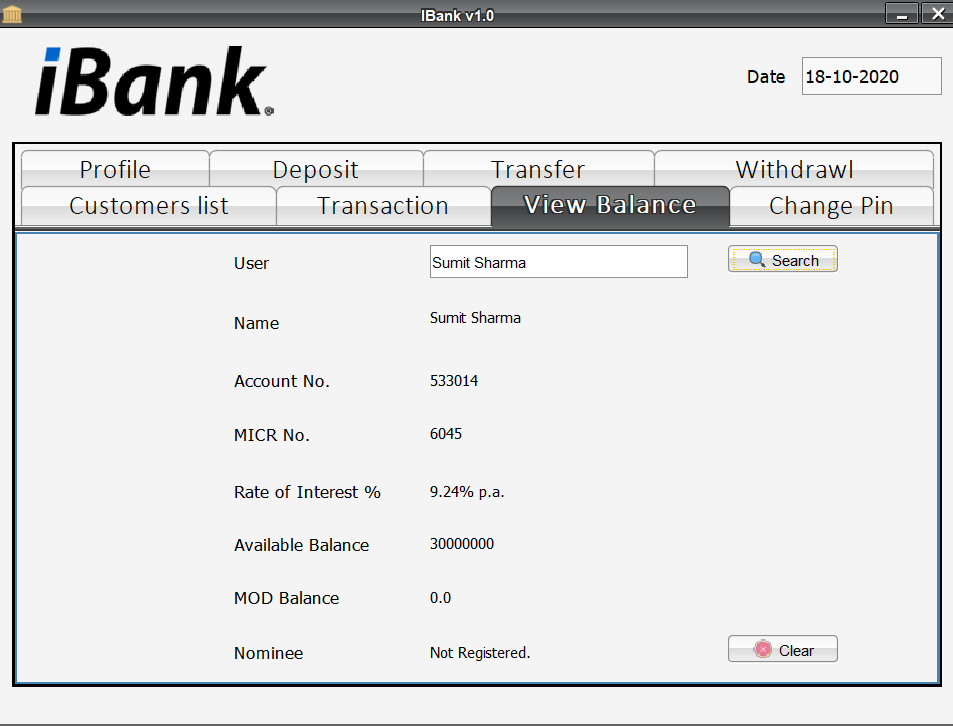 IBank v1.0
iBank®
Date 18-10-2020
Profile Deposit Transfer Withdrawl
Customers list Transaction View Balance Change Pin
User Sumit Sharma Search
Name Sumit Sharma
Account No. 533014
MICR No. 6045
Rate of Interest % 9.24% p.a.
Available Balance 30000000
MOD Balance 0.0
Nominee Not Registered. Clear